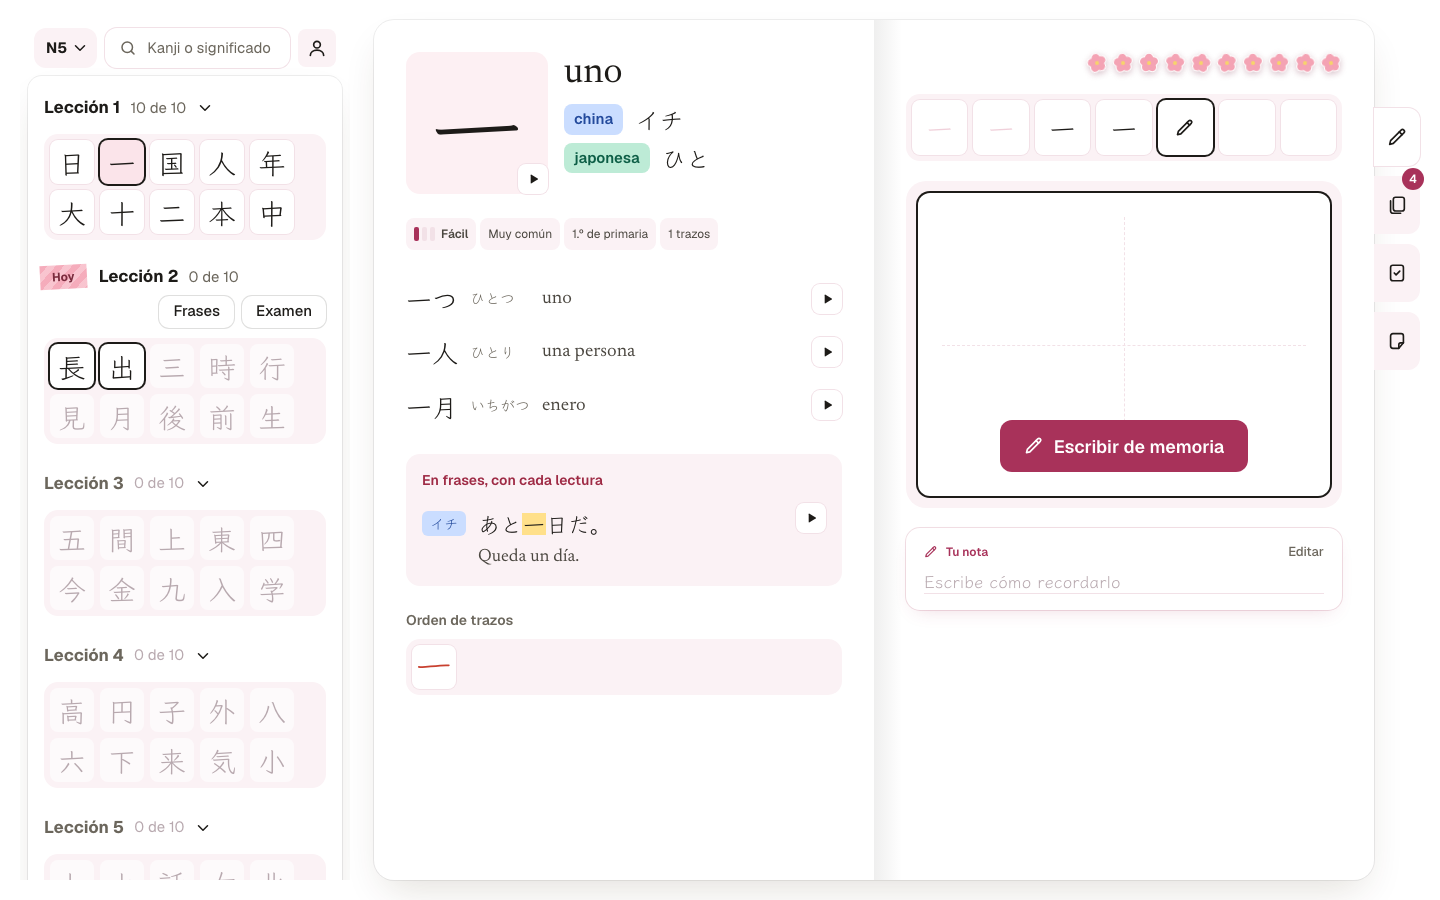 N5
Kanji o significado
Lección 1 10 de 10
日 一 国 人 年
大 十 二 本 中
Hoy Lección 2 0 de 10
Frases Examen
長 出 三 時 行
見 月 後 前 生
Lección 3 0 de 10
五 間 上 東 四
今 金 九 入 学
Lección 4 0 de 10
高 円 子 外 八
六 下 来 気 小
Lección 5 0 de 10
一
uno
china イチ
japonesa ひと
Fácil Muy común 1.º de primaria 1 trazos
一つ ひとつ uno
一人 ひとり una persona
一月 いちがつ enero
En frases, con cada lectura
イチ あと一日だ。
Queda un día.
Orden de trazos
一
一 一 一 一
Escribir de memoria
Tu nota Editar
Escribe cómo recordarlo
4